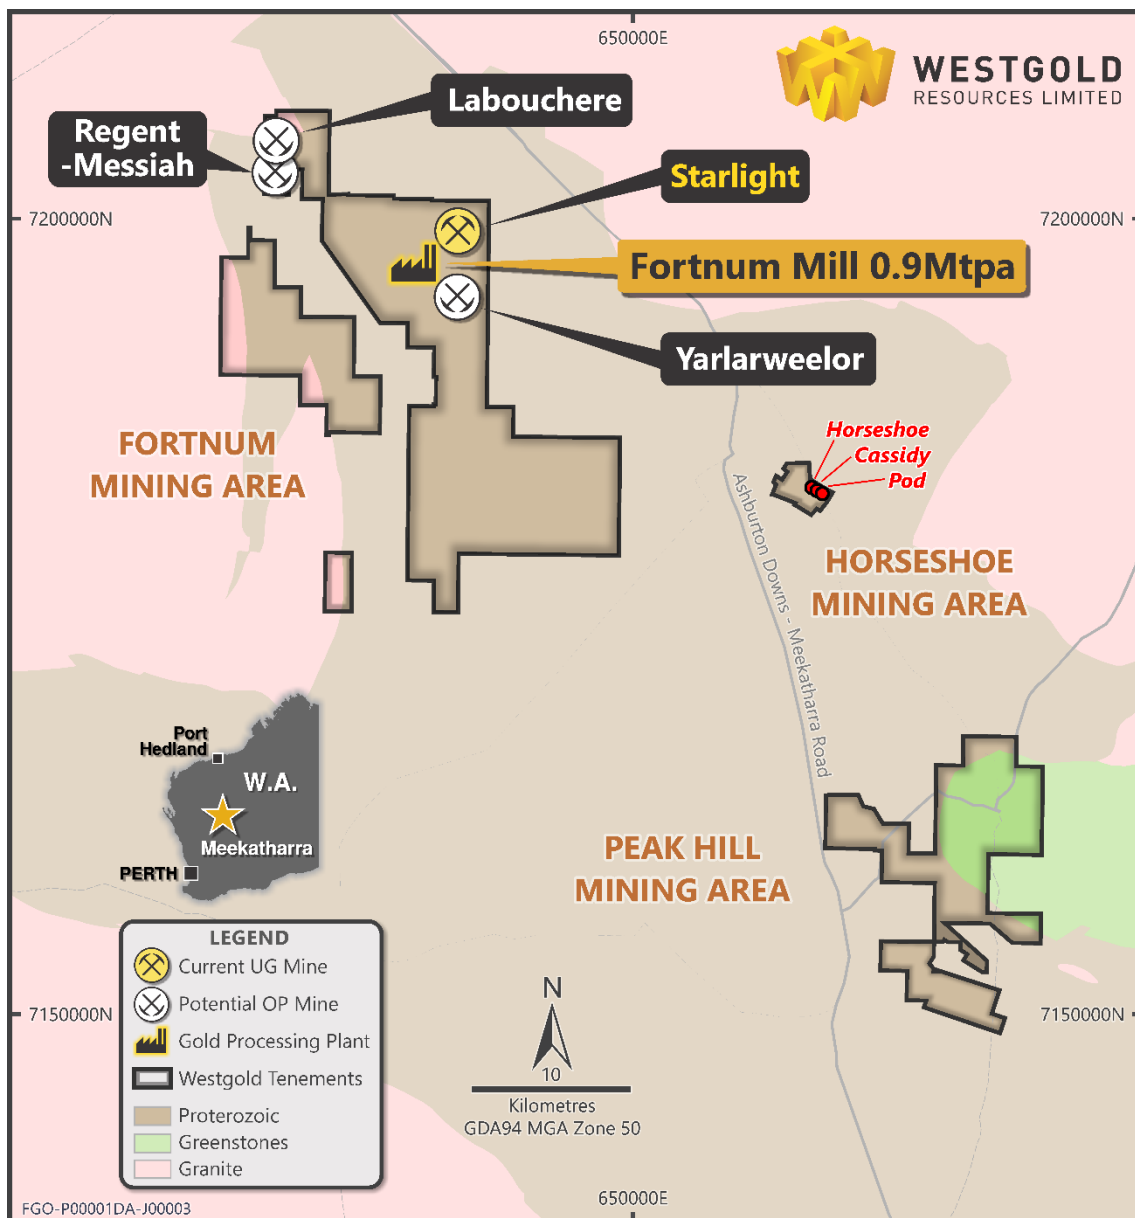 650000E
WESTGOLD
RESOURCES LIMITED
Labouchere
Regent
-Messiah
Starlight
7200000N
7200000N
Fortnum Mill 0.9Mtpa
Yarlarweelor
FORTNUM
MINING AREA
Horseshoe
Cassidy
Pod
Ashburton Downs - Meekatharra Road
HORSESHOE
MINING AREA
Port
Hedland
W.A.
Meekatharra
PERTH
PEAK HILL
MINING AREA
LEGEND
Current UG Mine
Potential OP Mine
Gold Processing Plant
Westgold Tenements
Proterozoic
Greenstones
Granite
7150000N
7150000N
N
10
Kilometres
GDA94 MGA Zone 50
650000E
FGO-P00001DA-J00003